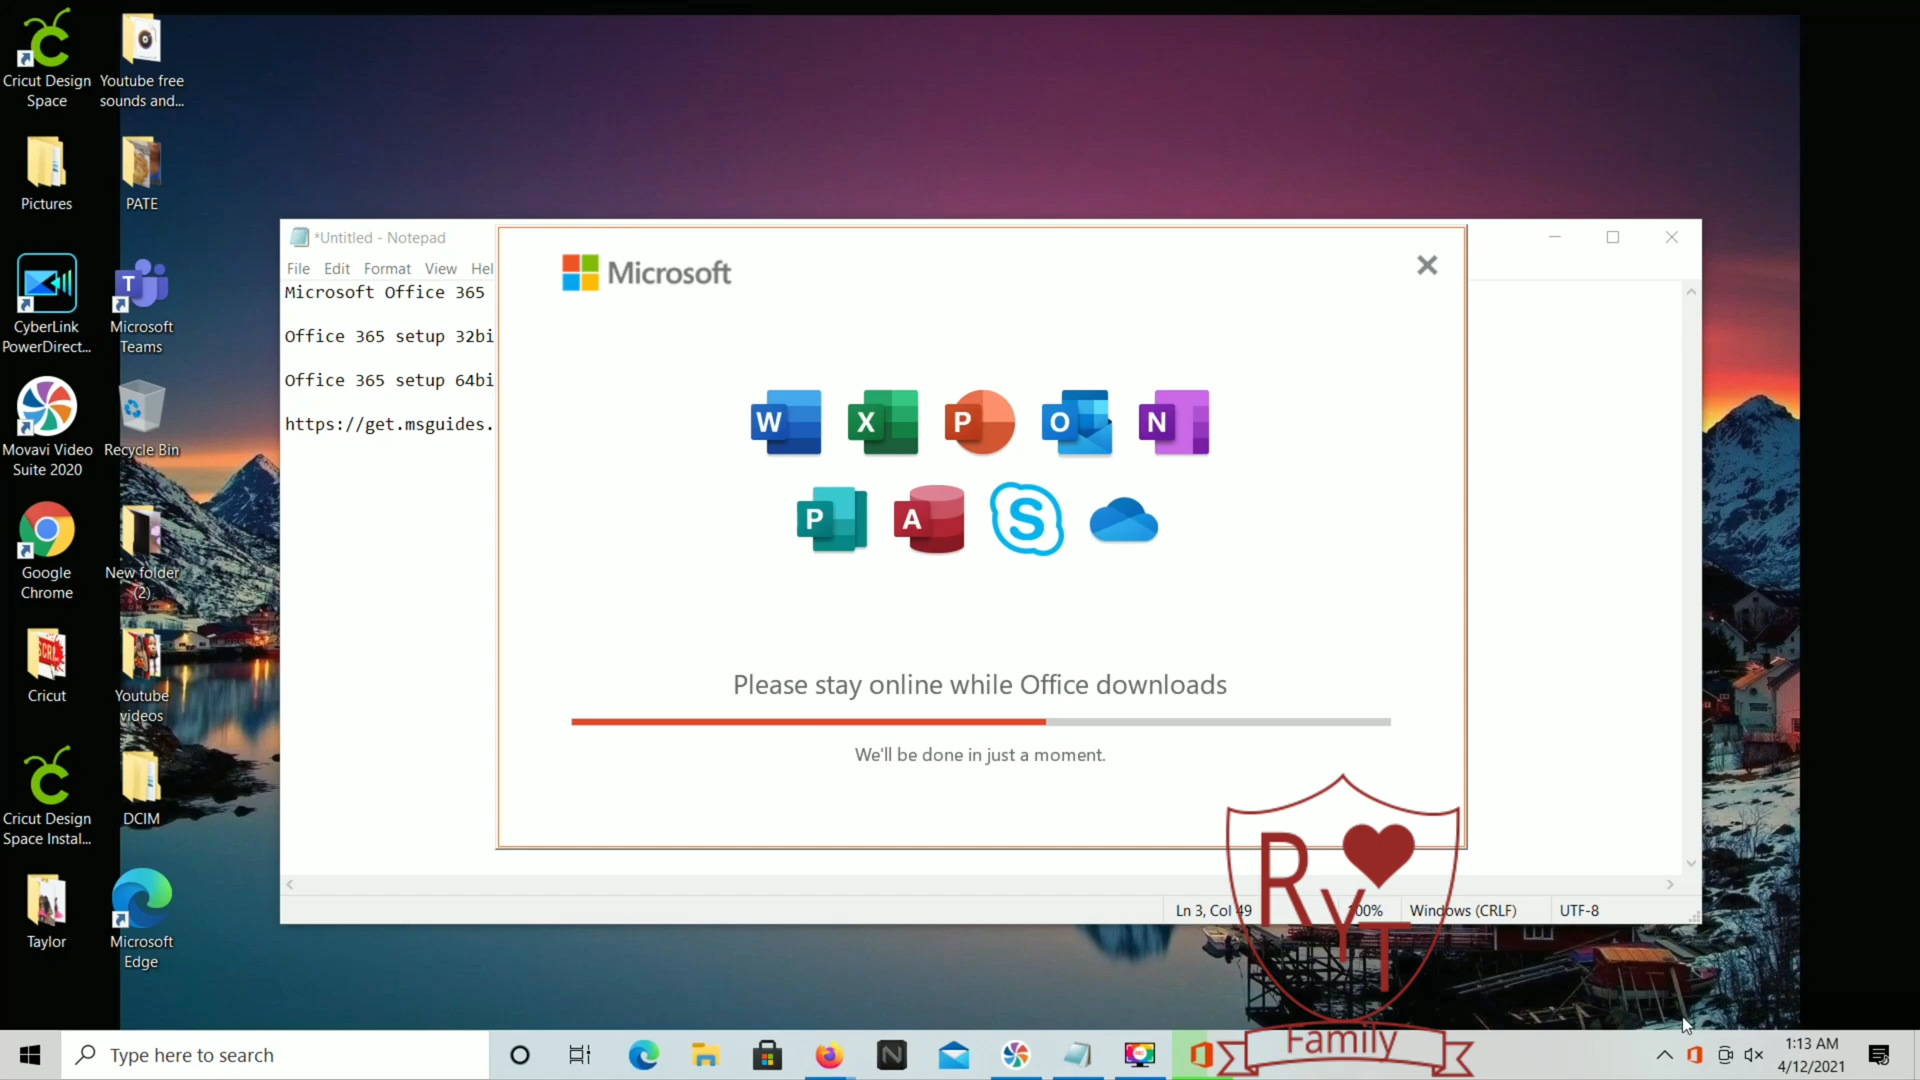 Cricut Design
Space
Youtube free
sounds and...
Pictures
PATE
CyberLink
PowerDirect...
Microsoft
Teams
Movavi Video
Suite 2020
Recycle Bin
Google
Chrome
New folder
(2)
Cricut
Youtube
videos
Cricut Design
Space Instal...
DCIM
Taylor
Microsoft
Edge
*Untitled - Notepad
File Edit Format View Hel
Microsoft Office 365
Office 365 setup 32bi
Office 365 setup 64bi
https://get.msguides.
Microsoft
W X P O N
P A S
Please stay online while Office downloads
We'll be done in just a moment.
Ln 3, Col 49 100% Windows (CRLF) UTF-8
RYT
Family
Type here to search
1:13 AM
4/12/2021